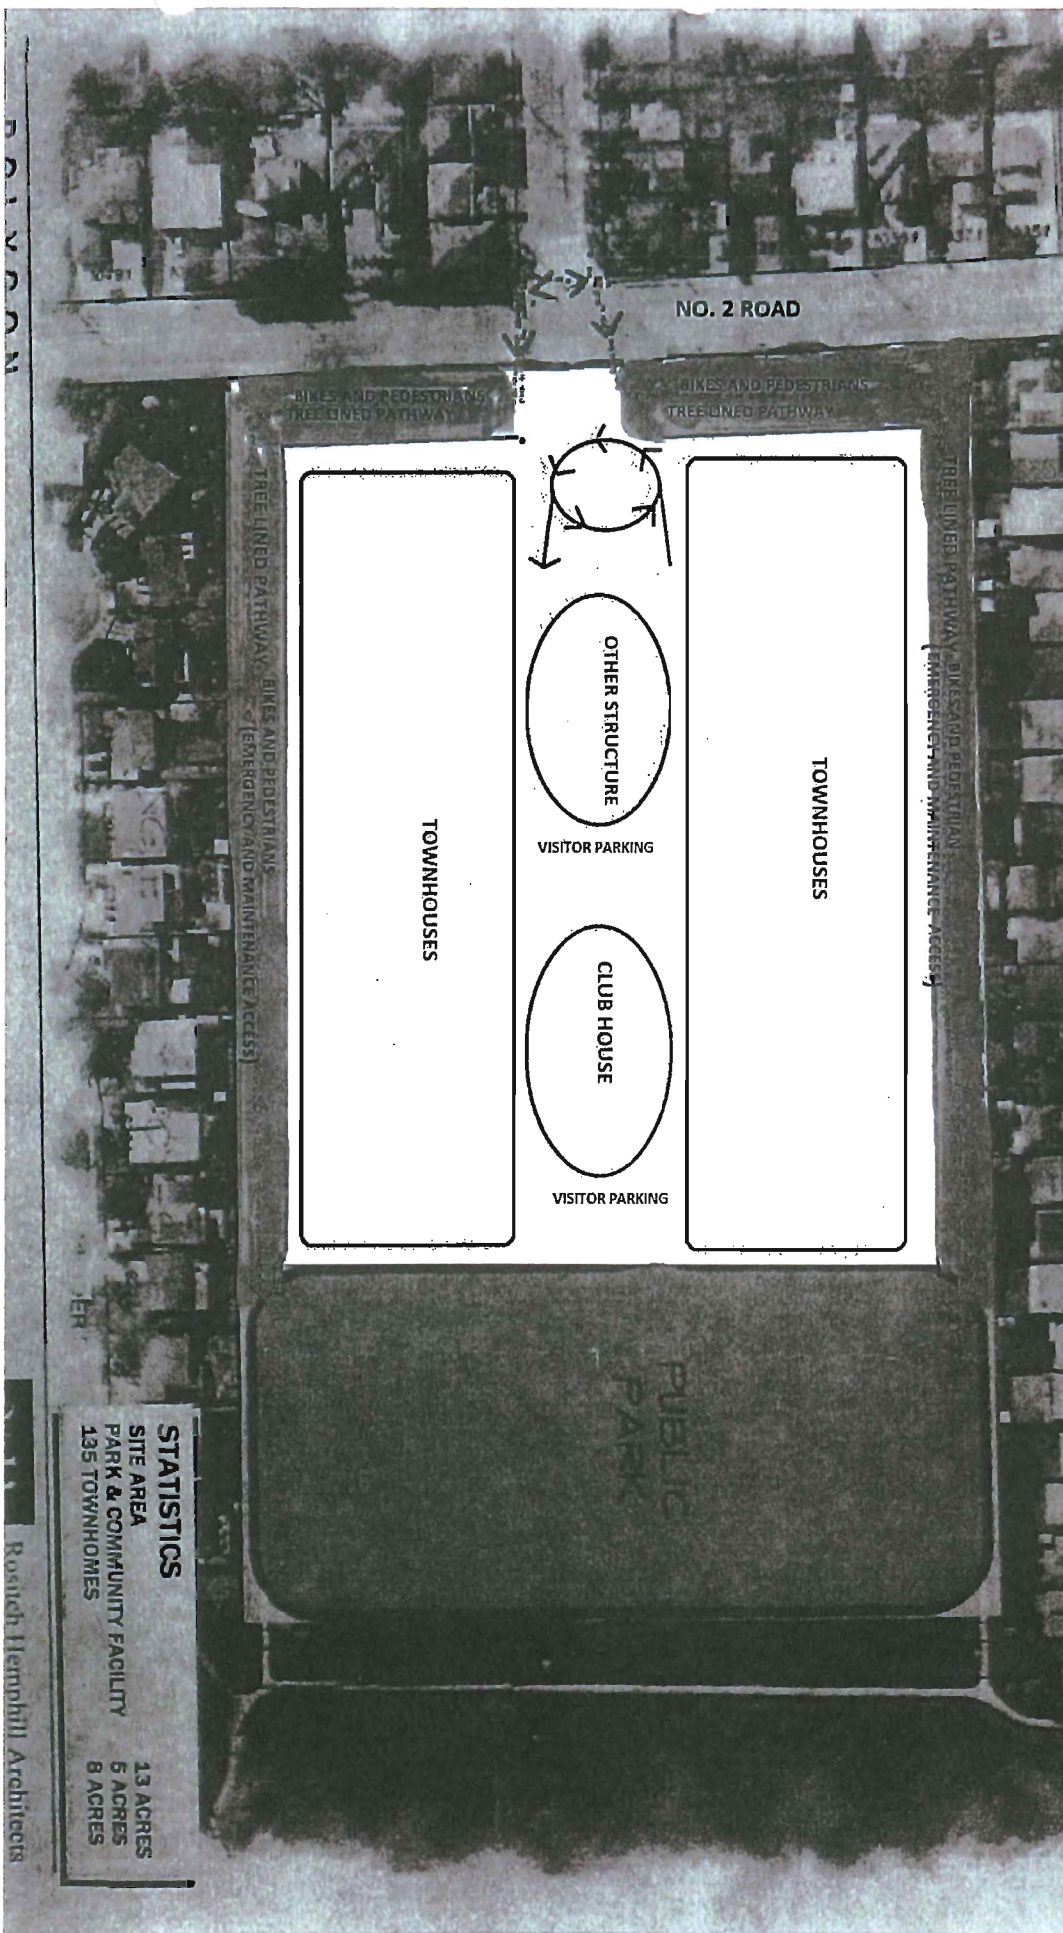 NO. 2 ROAD
BIKES AND PEDESTRIANS
TREE LINED PATHWAY
BIKES AND PEDESTRIANS
TREE LINED PATHWAY
TREE LINED PATHWAY BIKES AND PEDESTRIANS
(EMERGENCY AND MAINTENANCE ACCESS)
TREE LINED PATHWAY BIKES AND PEDESTRIAN
(EMERGENCY AND MAINTENANCE ACCESS)
OTHER STRUCTURE
VISITOR PARKING
TOWNHOUSES
TOWNHOUSES
CLUB HOUSE
VISITOR PARKING
PUBLIC
PARK
STATISTICS
SITE AREA 13 ACRES
PARK & COMMUNITY FACILITY 5 ACRES
135 TOWNHOMES 8 ACRES
Rositch Hemphill Architects